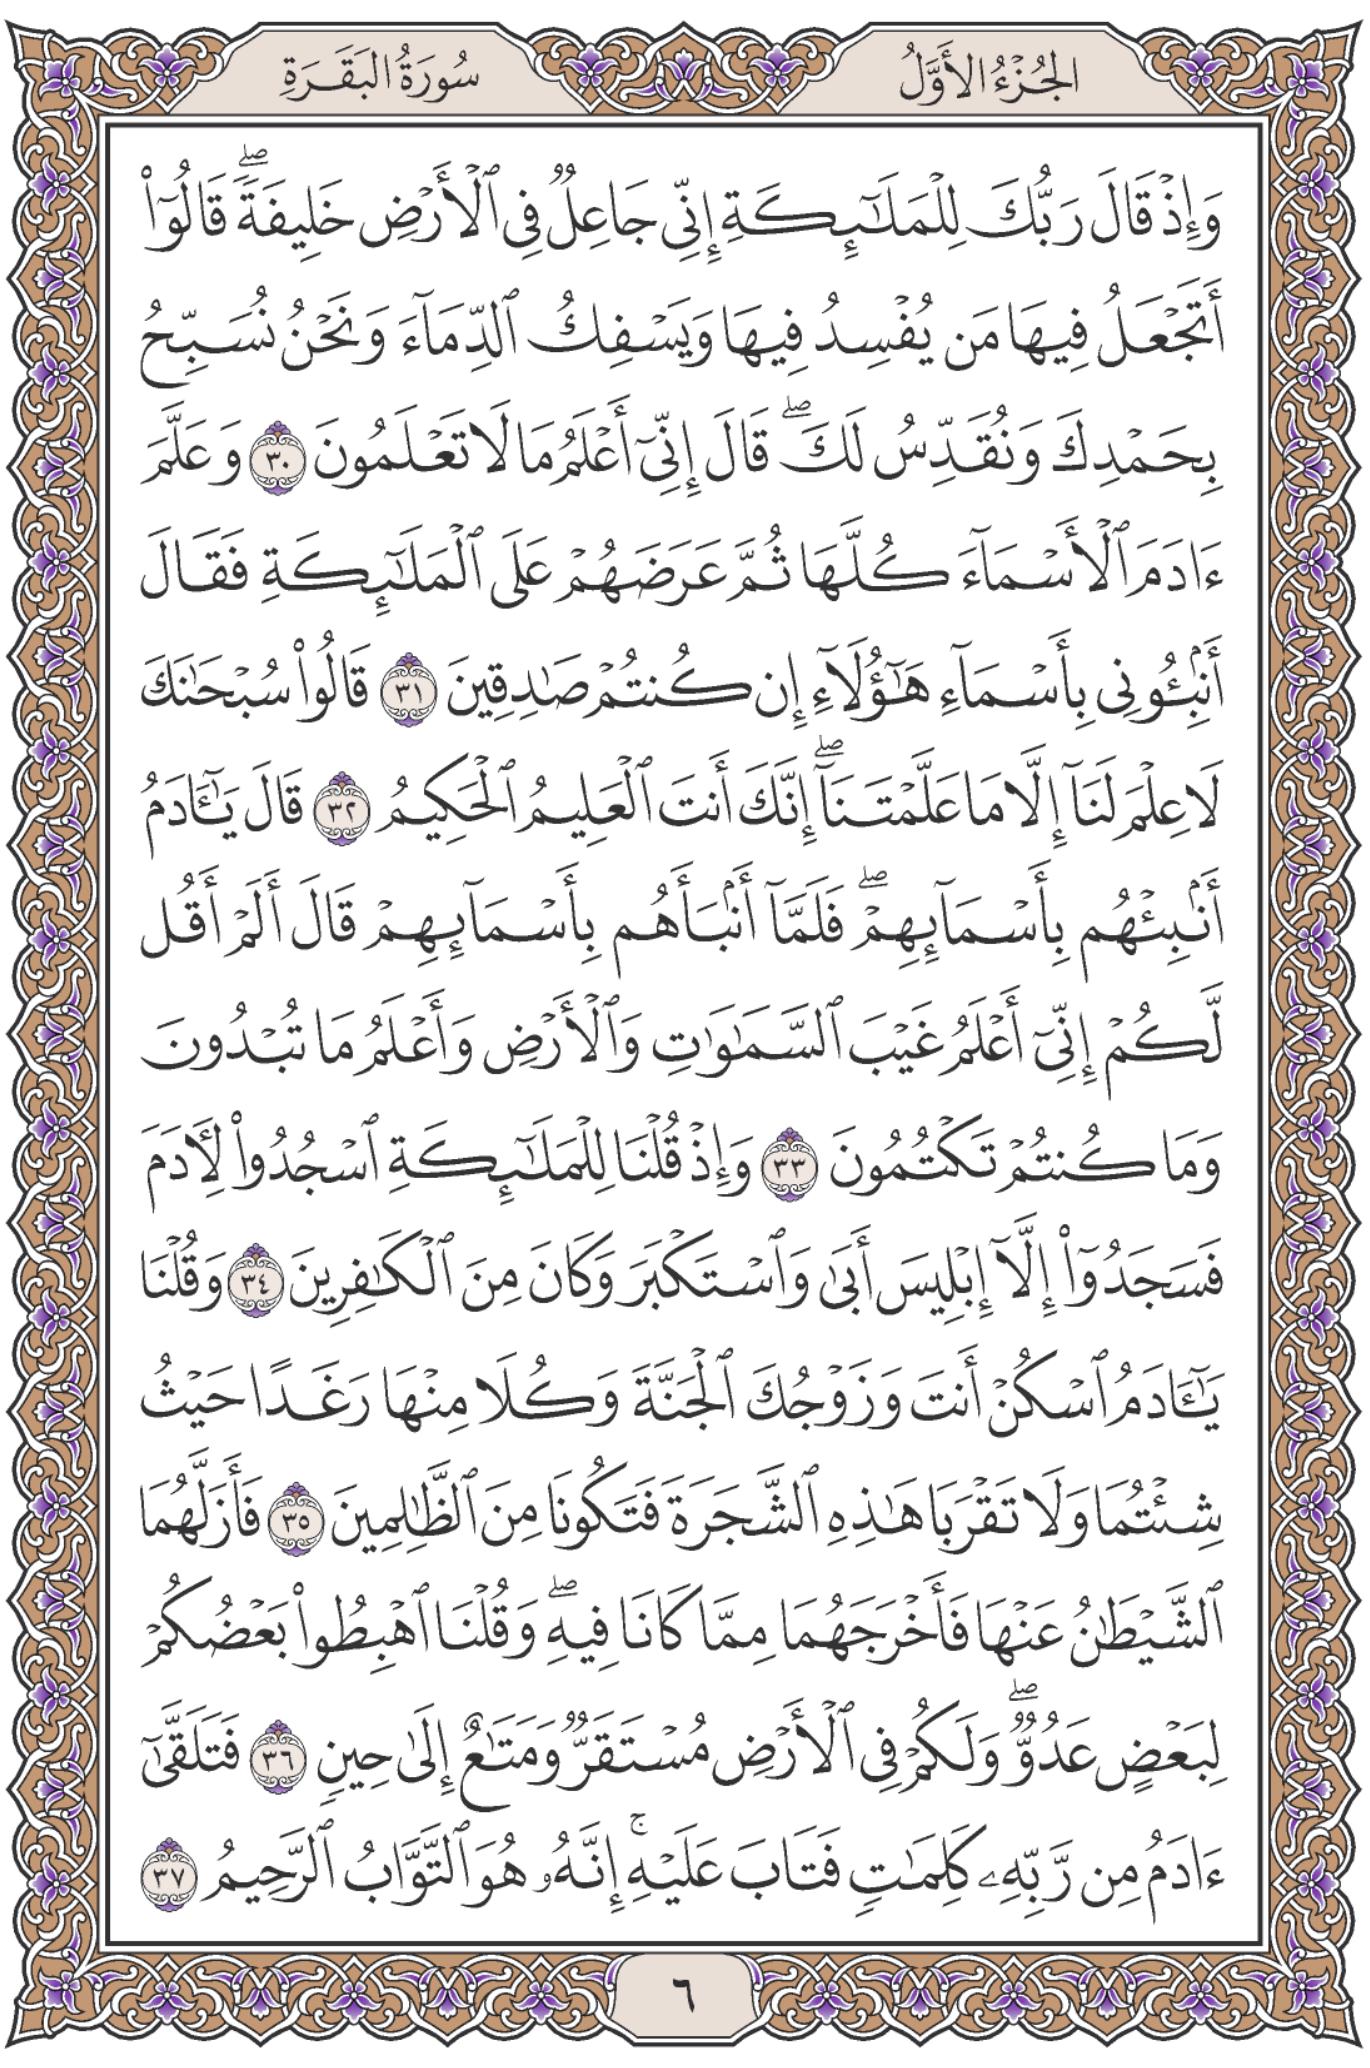 الجُزْءُ الأَوَّلُ
سُورَةُ البَقَرَةِ
وَإِذْ قَالَ رَبُّكَ لِلْمَلَـٰٓئِكَةِ إِنِّى جَاعِلٌ فِى ٱلْأَرْضِ خَلِيفَةً ۖ قَالُوٓا۟
أَتَجْعَلُ فِيهَا مَن يُفْسِدُ فِيهَا وَيَسْفِكُ ٱلدِّمَآءَ وَنَحْنُ نُسَبِّحُ
بِحَمْدِكَ وَنُقَدِّسُ لَكَ ۖ قَالَ إِنِّىٓ أَعْلَمُ مَا لَا تَعْلَمُونَ ٣٠ وَعَلَّمَ
ءَادَمَ ٱلْأَسْمَآءَ كُلَّهَا ثُمَّ عَرَضَهُمْ عَلَى ٱلْمَلَـٰٓئِكَةِ فَقَالَ
أَنۢبِـُٔونِى بِأَسْمَآءِ هَـٰٓؤُلَآءِ إِن كُنتُمْ صَـٰدِقِينَ ٣١ قَالُوا۟ سُبْحَـٰنَكَ
لَا عِلْمَ لَنَآ إِلَّا مَا عَلَّمْتَنَآ ۖ إِنَّكَ أَنتَ ٱلْعَلِيمُ ٱلْحَكِيمُ ٣٢ قَالَ يَـٰٓـَٔادَمُ
أَنۢبِئْهُم بِأَسْمَآئِهِمْ ۖ فَلَمَّآ أَنۢبَأَهُم بِأَسْمَآئِهِمْ قَالَ أَلَمْ أَقُل
لَّكُمْ إِنِّىٓ أَعْلَمُ غَيْبَ ٱلسَّمَـٰوَٰتِ وَٱلْأَرْضِ وَأَعْلَمُ مَا تُبْدُونَ
وَمَا كُنتُمْ تَكْتُمُونَ ٣٣ وَإِذْ قُلْنَا لِلْمَلَـٰٓئِكَةِ ٱسْجُدُوا۟ لِـَٔادَمَ
فَسَجَدُوٓا۟ إِلَّآ إِبْلِيسَ أَبَىٰ وَٱسْتَكْبَرَ وَكَانَ مِنَ ٱلْكَـٰفِرِينَ ٣٤ وَقُلْنَا
يَـٰٓـَٔادَمُ ٱسْكُنْ أَنتَ وَزَوْجُكَ ٱلْجَنَّةَ وَكُلَا مِنْهَا رَغَدًا حَيْثُ
شِئْتُمَا وَلَا تَقْرَبَا هَـٰذِهِ ٱلشَّجَرَةَ فَتَكُونَا مِنَ ٱلظَّـٰلِمِينَ ٣٥ فَأَزَلَّهُمَا
ٱلشَّيْطَـٰنُ عَنْهَا فَأَخْرَجَهُمَا مِمَّا كَانَا فِيهِ ۖ وَقُلْنَا ٱهْبِطُوا۟ بَعْضُكُمْ
لِبَعْضٍ عَدُوٌّ ۖ وَلَكُمْ فِى ٱلْأَرْضِ مُسْتَقَرٌّ وَمَتَـٰعٌ إِلَىٰ حِينٍ ٣٦ فَتَلَقَّىٰٓ
ءَادَمُ مِن رَّبِّهِۦ كَلِمَـٰتٍ فَتَابَ عَلَيْهِ ۚ إِنَّهُۥ هُوَ ٱلتَّوَّابُ ٱلرَّحِيمُ ٣٧
٦